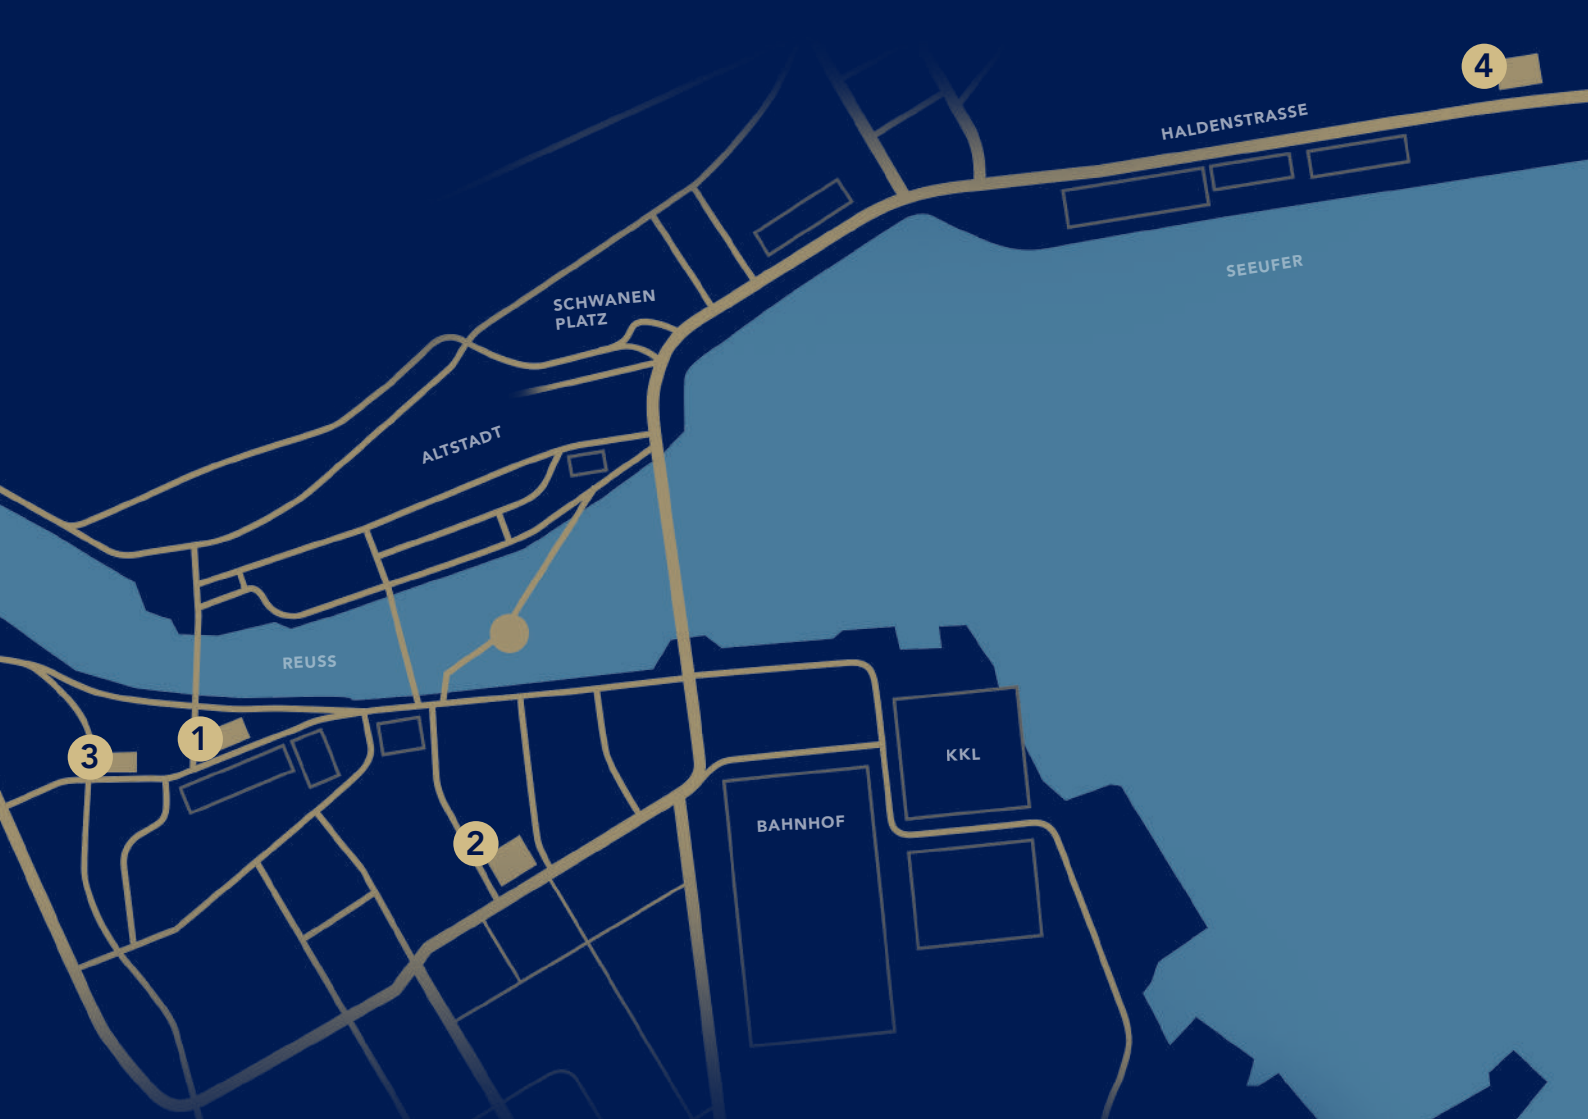 4
HALDENSTRASSE
SEEUFER
SCHWANEN
PLATZ
ALTSTADT
REUSS
1
3
KKL
BAHNHOF
2